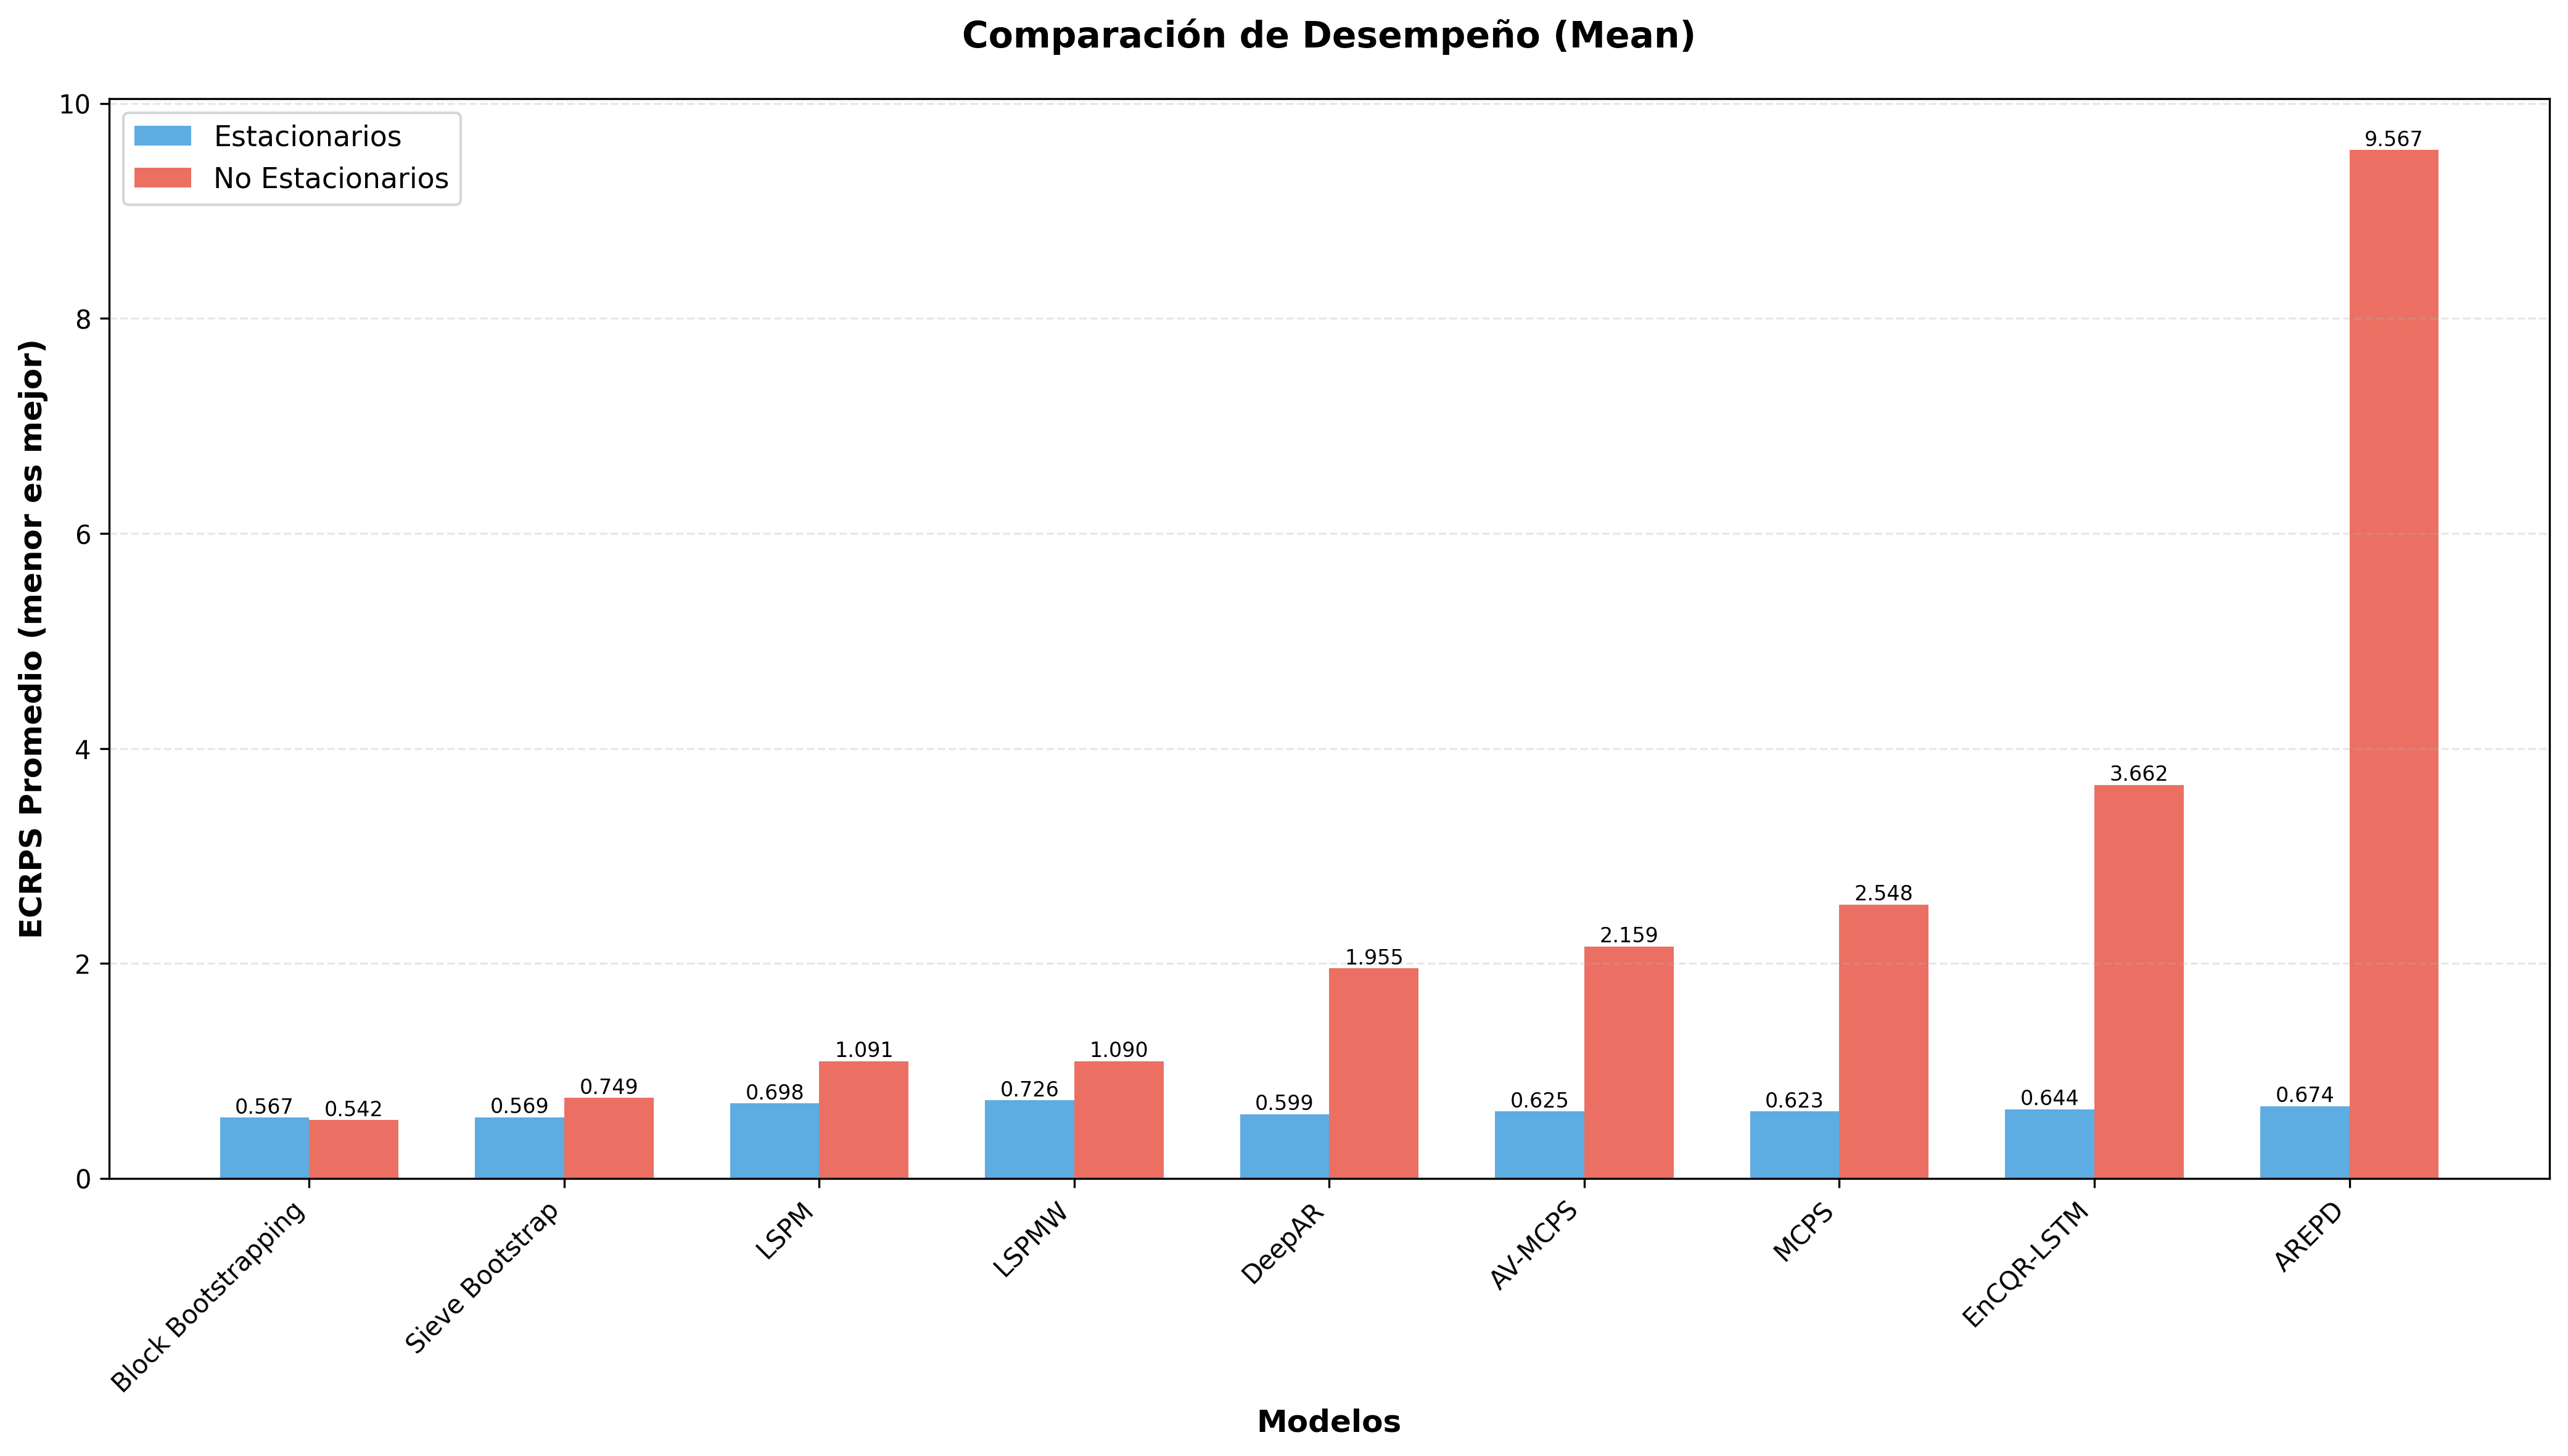 Comparación de Desempeño (Mean)
Estacionarios
No Estacionarios
ECRPS Promedio (menor es mejor)
10
8
6
4
2
0
0.567
0.542
0.569
0.749
0.698
1.091
0.726
1.090
0.599
1.955
0.625
2.159
0.623
2.548
0.644
3.662
0.674
9.567
Block Bootstrapping
Sieve Bootstrap
LSPM
LSPMW
DeepAR
AV-MCPS
MCPS
EnCQR-LSTM
AREPD
Modelos